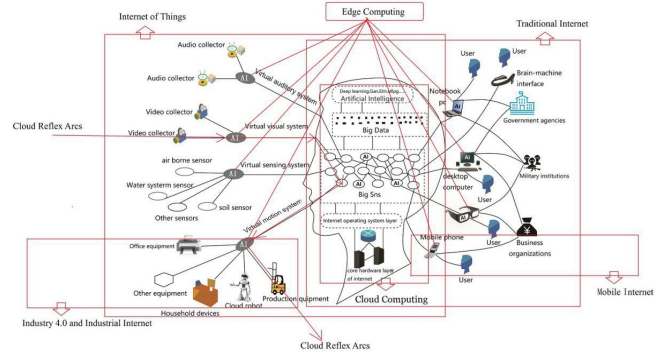 Edge Computing
Internet of Things
Traditional Internet
Audio collector
User
User
Audio collector
Virtual auditory system
Deep learning
Artificial Intelligence
Notebook
pc
Brain-machine
interface
Video collector
Big Data
Government agencies
Cloud Reflex Arcs
Video collector
Virtual visual system
AI
air borne sensor
Virtual sensing system
desktop
computer
Military institutions
Water systerm sensor
Big Sns
User
soil sensor
Other sensors
Virtual motion system
Internet operating system layer
User
Office equipment
AI
Mobile phone
Business
organizations
core hardware layer
of internet
Other equipment
Cloud robot
Production quipment
User
Household devices
Cloud Computing
Mobile Internet
Industry 4.0 and Industrial Internet
Cloud Reflex Arcs